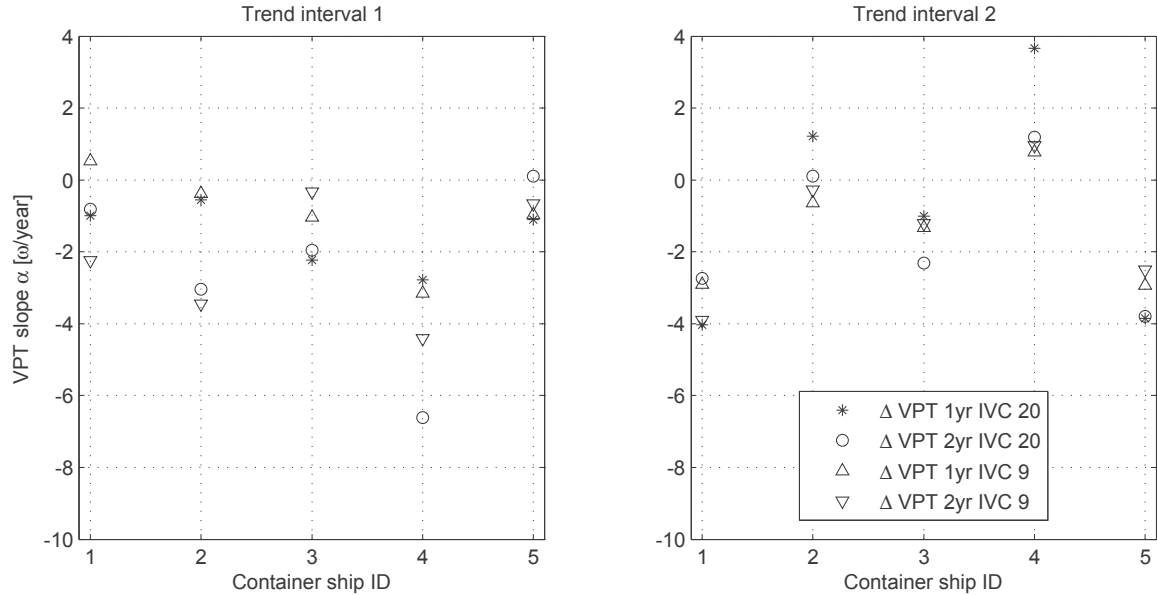 Trend interval 1
4
2
0
-2
-4
-6
-8
-10
VPT slope α [ω/year]
1 2 3 4 5
Container ship ID
Trend interval 2
4
2
0
-2
-4
-6
-8
-10
Δ VPT 1yr IVC 20
Δ VPT 2yr IVC 20
Δ VPT 1yr IVC 9
Δ VPT 2yr IVC 9
1 2 3 4 5
Container ship ID